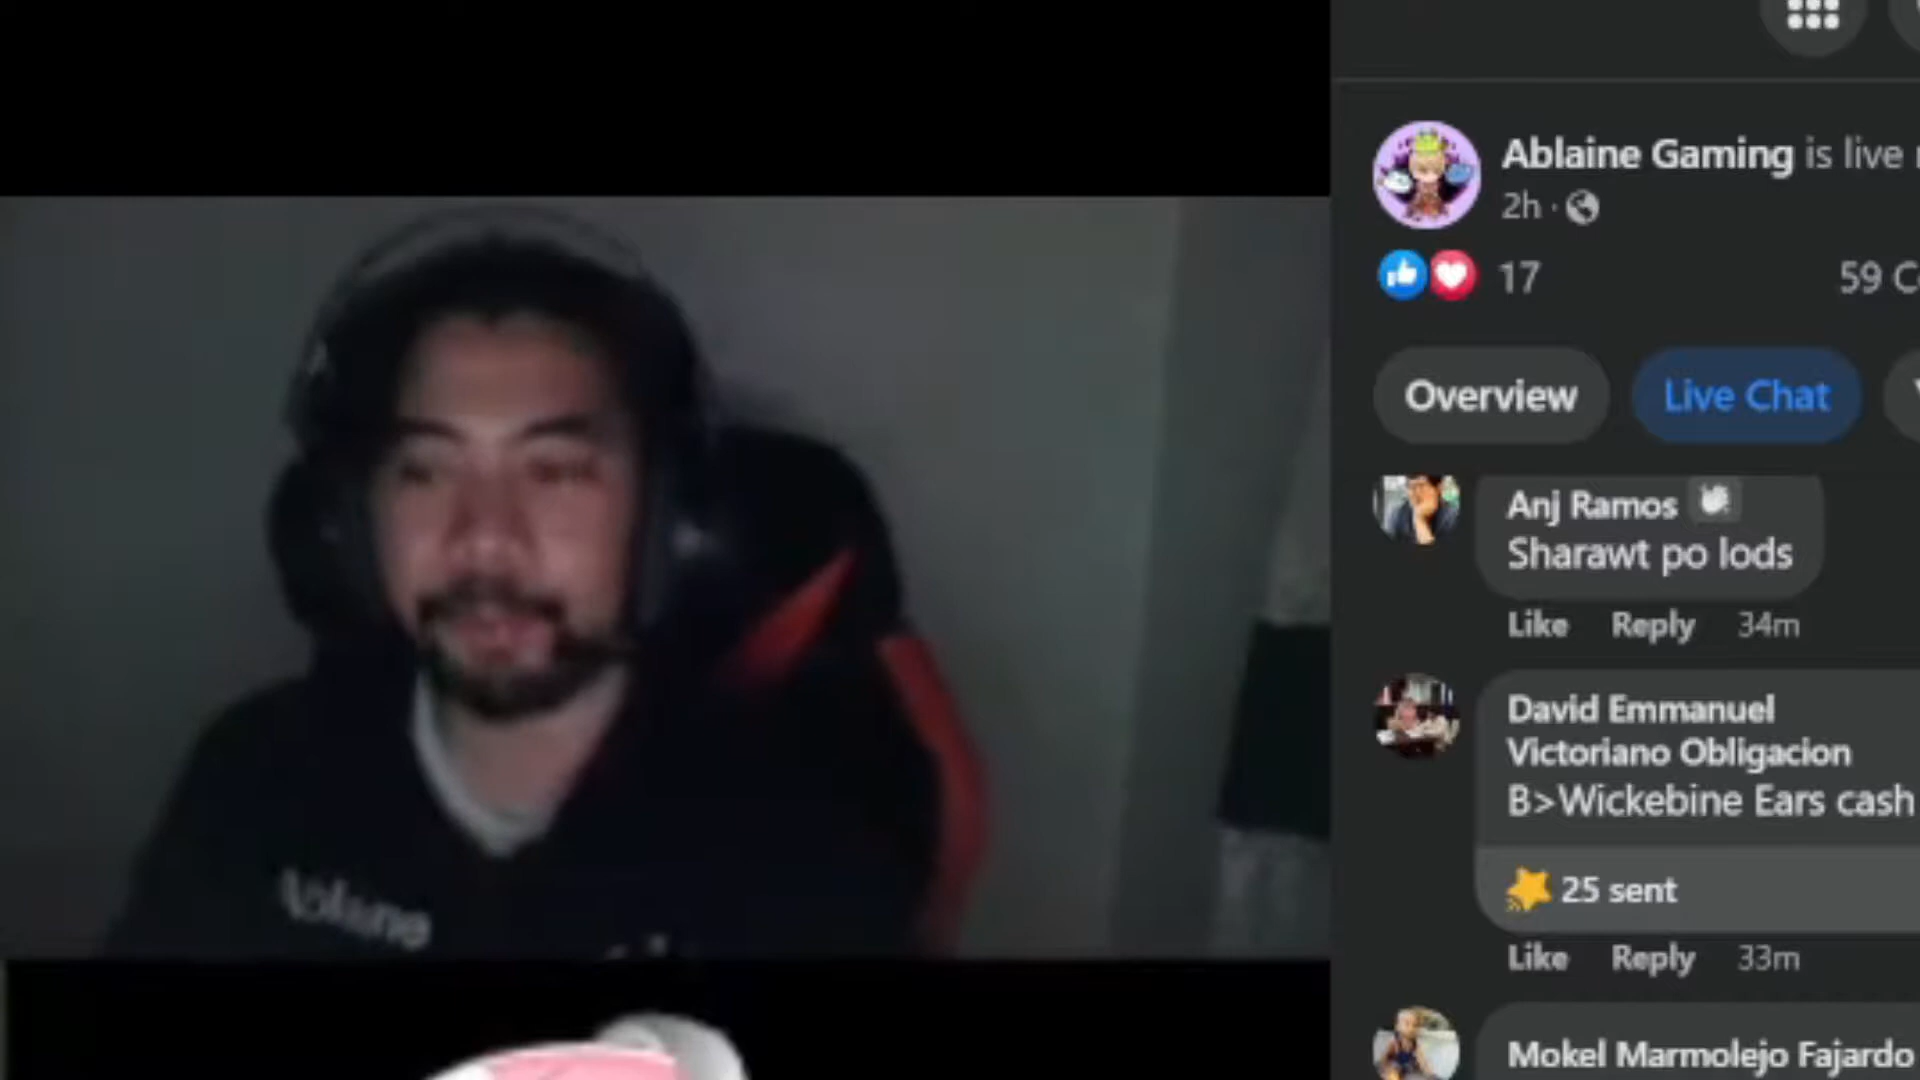 Ablaine Gaming is live
2h ·
17
59
Overview
Live Chat
Anj Ramos
Sharawt po lods
Like Reply 34m
David Emmanuel
Victoriano Obligacion
B>Wickebine Ears cash
25 sent
Like Reply 33m
Mokel Marmolejo Fajardo